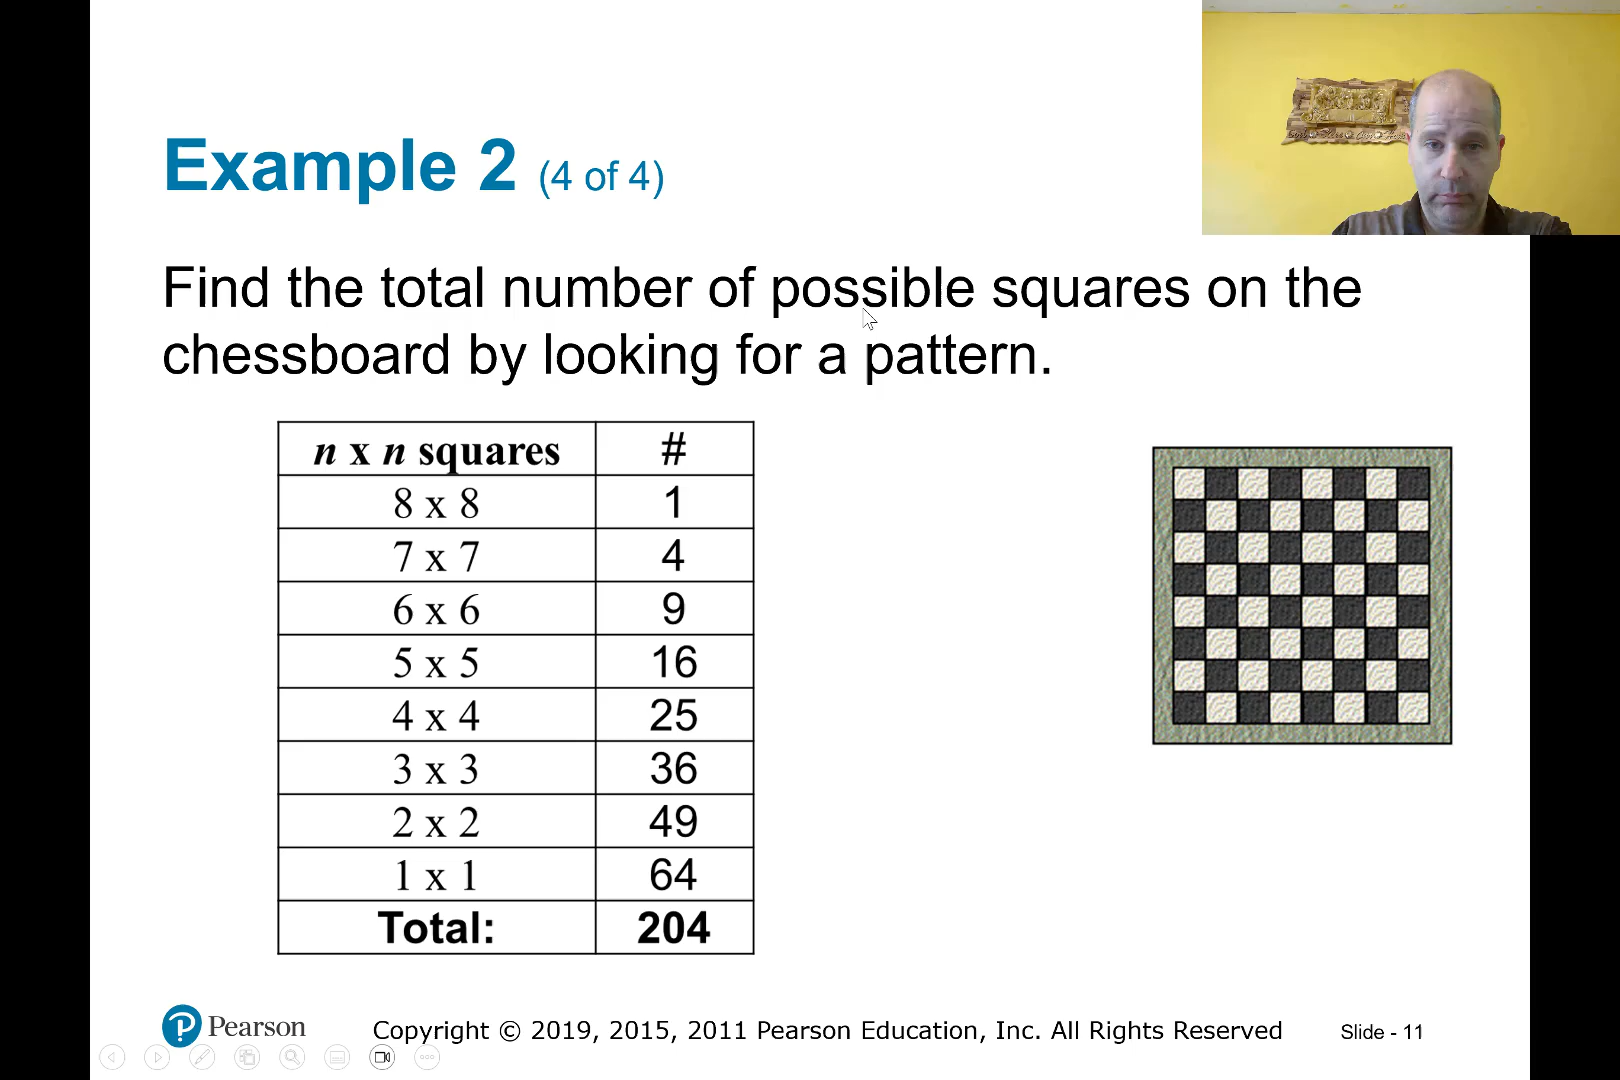 Example 2 (4 of 4)
Find the total number of possible squares on the
chessboard by looking for a pattern.
n x n squares #
8 x 8 1
7 x 7 4
6 x 6 9
5 x 5 16
4 x 4 25
3 x 3 36
2 x 2 49
1 x 1 64
Total: 204
Pearson Copyright © 2019, 2015, 2011 Pearson Education, Inc. All Rights Reserved Slide - 11